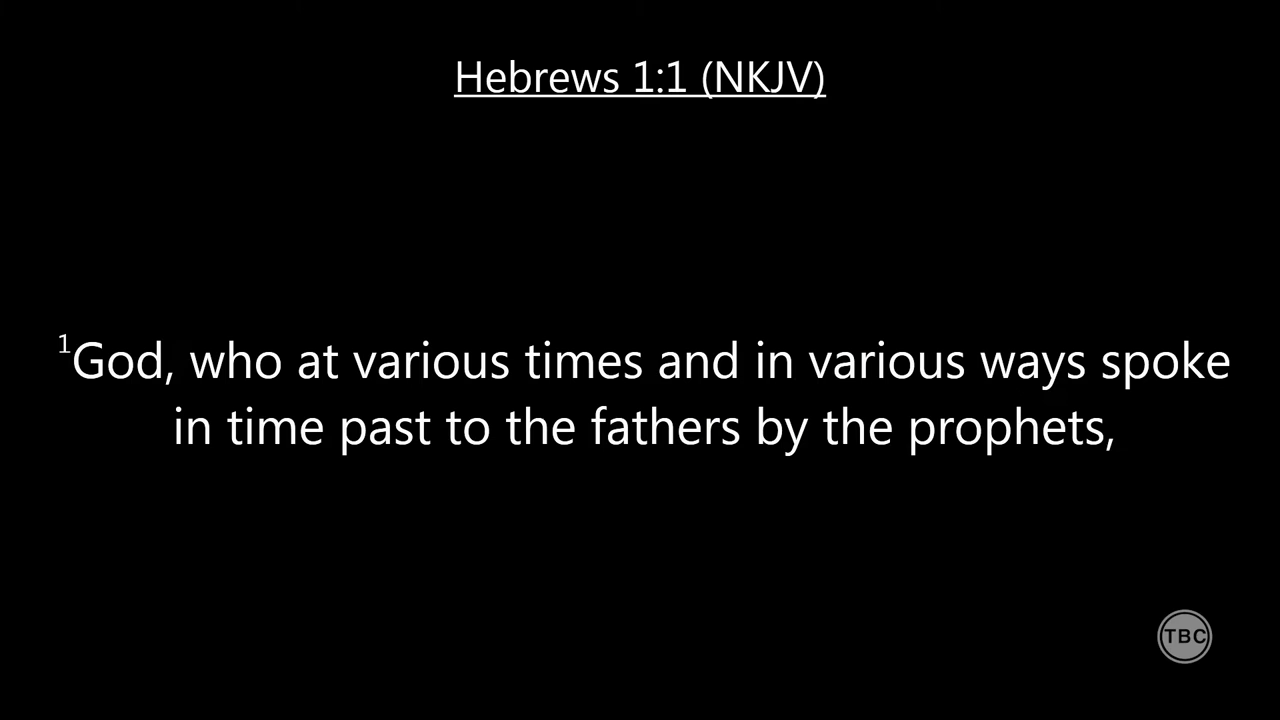 Hebrews 1:1 (NKJV)
¹God, who at various times and in various ways spoke
in time past to the fathers by the prophets,
TBC